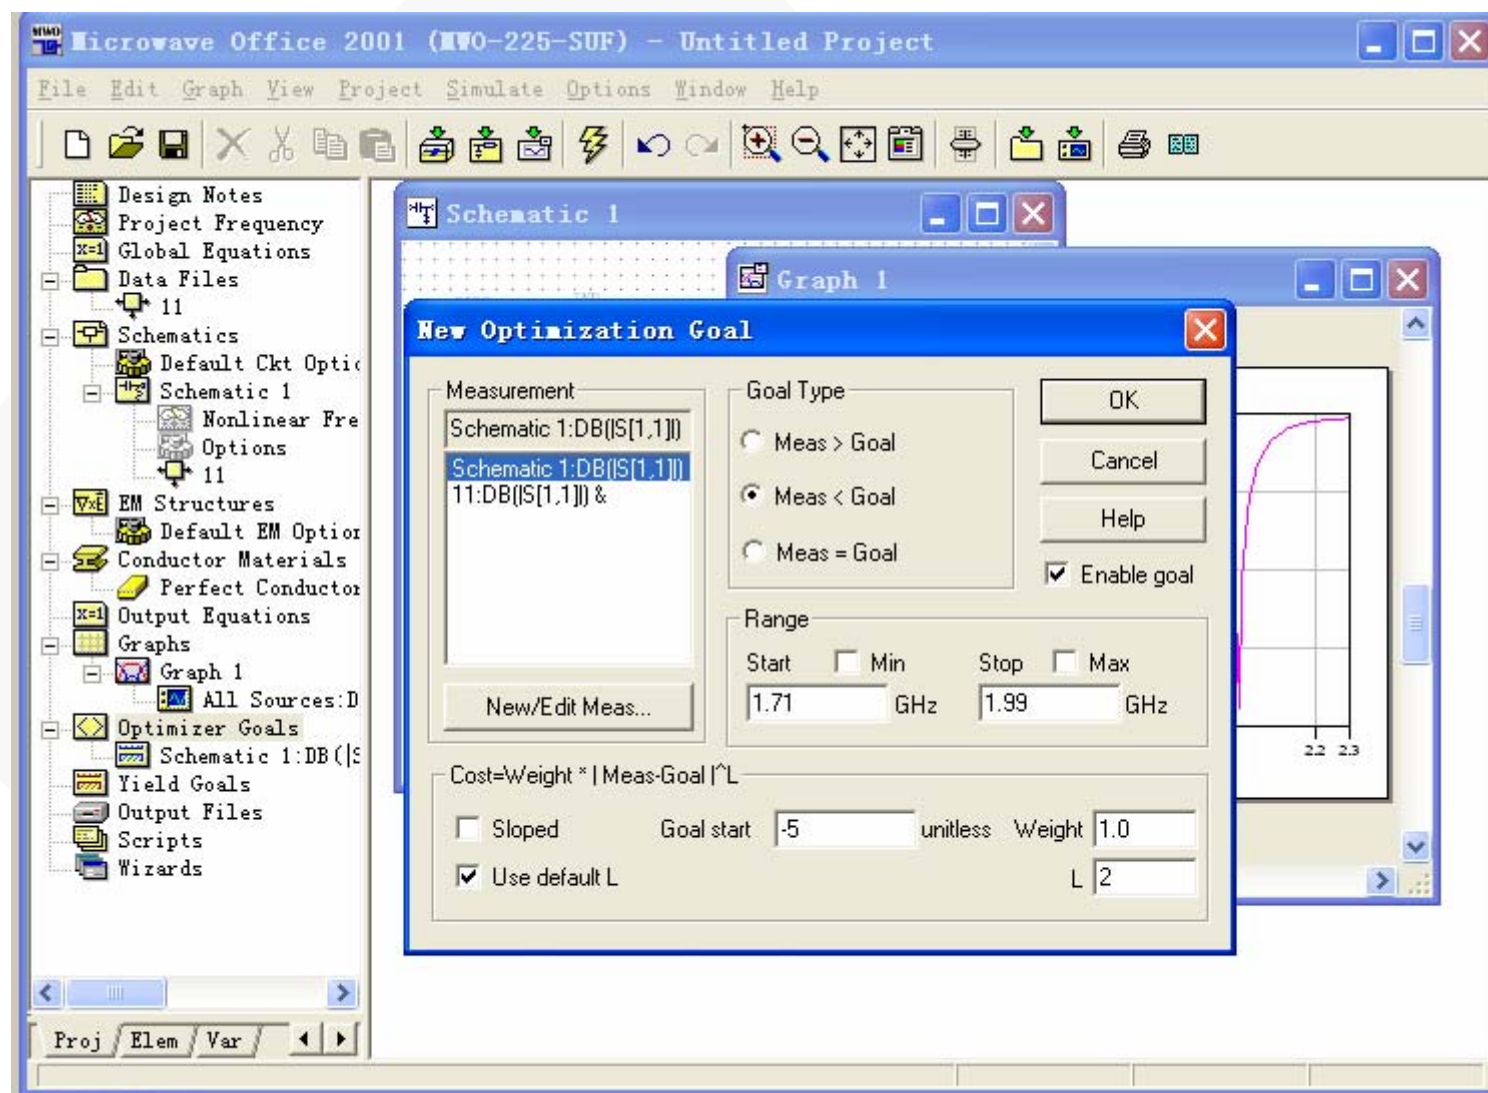 Microwave Office 2001 (MWO-225-SUF) - Untitled Project
File Edit Graph View Project Simulate Options Window Help
Design Notes
Project Frequency
X=1 Global Equations
Data Files
11
Schematics
Default Ckt Optic
Schematic 1
Nonlinear Fre
Options
11
EM Structures
Default EM Option
Conductor Materials
Perfect Conductor
X=1 Output Equations
Graphs
Graph 1
All Sources:D
Optimizer Goals
Schematic 1:DB(|S
Yield Goals
Output Files
Scripts
Wizards
Proj Elem Var
Schematic 1
Graph 1
2.2 2.3
New Optimization Goal
Measurement
Schematic 1:DB(|S[1,1]|)
Schematic 1:DB(|S[1,1]|)
11:DB(|S[1,1]|) &
New/Edit Meas...
Goal Type
Meas > Goal
Meas < Goal
Meas = Goal
OK
Cancel
Help
Enable goal
Range
Start Min Stop Max
1.71 GHz 1.99 GHz
Cost=Weight * | Meas-Goal |^L
Sloped Goal start -5 unitless Weight 1.0
Use default L L 2